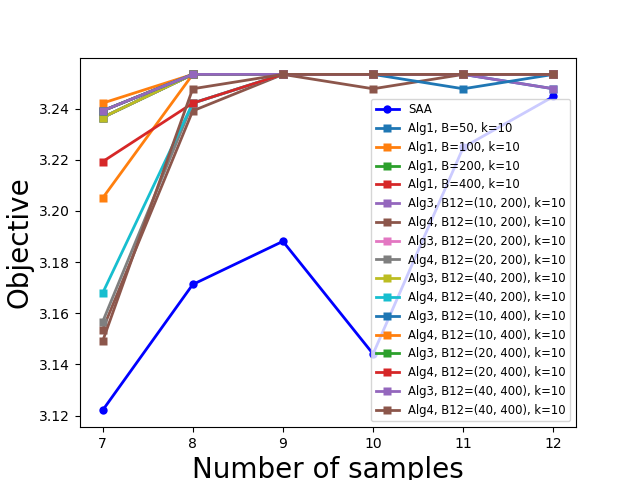 3.24
3.22
3.20
3.18
3.16
3.14
3.12
Objective
7 8 9 10 11 12
Number of samples
SAA
Alg1, B=50, k=10
Alg1, B=100, k=10
Alg1, B=200, k=10
Alg1, B=400, k=10
Alg3, B12=(10, 200), k=10
Alg4, B12=(10, 200), k=10
Alg3, B12=(20, 200), k=10
Alg4, B12=(20, 200), k=10
Alg3, B12=(40, 200), k=10
Alg4, B12=(40, 200), k=10
Alg3, B12=(10, 400), k=10
Alg4, B12=(10, 400), k=10
Alg3, B12=(20, 400), k=10
Alg4, B12=(20, 400), k=10
Alg3, B12=(40, 400), k=10
Alg4, B12=(40, 400), k=10